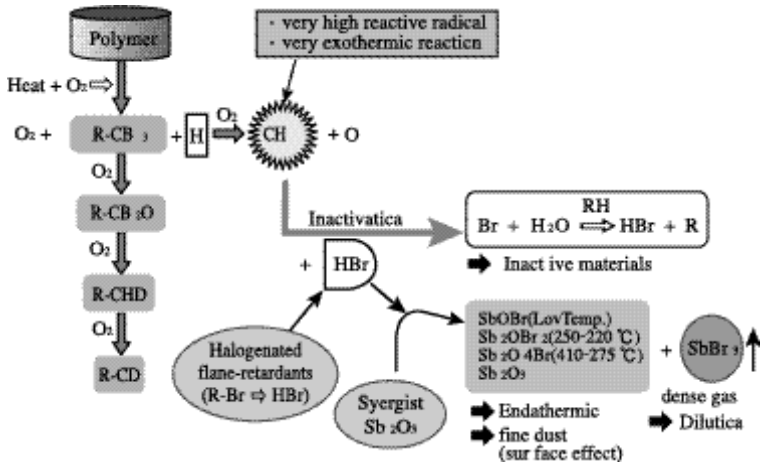 Polymer
· very high reactive radical
· very exothermic reaction
Heat + O₂
O₂ + R-CB ₃ + H O₂ CH + O
O₂
R-CB ₂O
O₂
R-CHD
O₂
R-CD
Inactivatica
RH
Br + H₂O ⇨ HBr + R
Inact ive materials
+ HBr
Halogenated
flane-retardants
(R-Br ⇨ HBr)
Syergist
Sb ₂O₃
SbOBr(LovTemp.)
Sb ₂OBr ₂(250-220 ℃)
Sb ₂O 4Br(410-275 ℃)
Sb ₂O₃
+ SbBr ₃
dense gas
Dilutica
Endathermic
fine dust
(sur face effect)